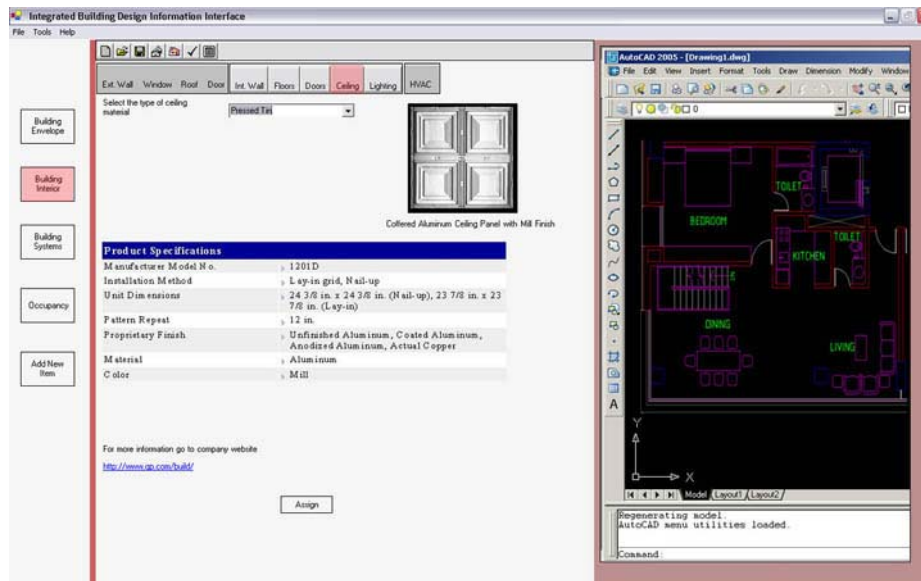 Integrated Building Design Information Interface
File Tools Help
Ext. Wall Window Roof Door Int. Wall Floors Doors Ceiling Lighting HVAC
Select the type of ceiling
material
Pressed Tin
Coffered Aluminum Ceiling Panel with Mill Finish
Building
Envelope
Building
Interior
Building
Systems
Occupancy
Add New
Item
Product Specifications
Manufacturer Model No. 1201D
Installation Method Lay-in grid, Nail-up
Unit Dimensions 24 3/8 in. x 24 3/8 in. (Nail-up), 23 7/8 in. x 23
7/8 in. (Lay-in)
Pattern Repeat 12 in.
Proprietary Finish Unfinished Aluminum, Coated Aluminum,
Anodized Aluminum, Actual Copper
Material Aluminum
Color Mill
For more information go to company website
http://www.gp.com/build/
Assign
AutoCAD 2005 - [Drawing1.dwg]
File Edit View Insert Format Tools Draw Dimension Modify Window
0
A
TOILET
BEDROOM
TOILET
KITCHEN
DINING
LIVING
Y
X
Model Layout1 Layout2
Regenerating model.
AutoCAD menu utilities loaded.
Command: